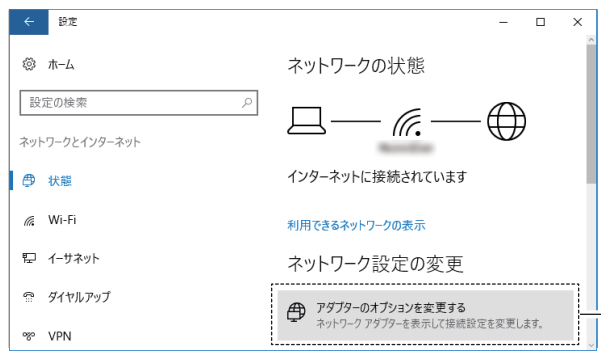 設定
ホーム
設定の検索
ネットワークとインターネット
状態
Wi-Fi
イーサネット
ダイヤルアップ
VPN
ネットワークの状態
インターネットに接続されています
利用できるネットワークの表示
ネットワーク設定の変更
アダプターのオプションを変更する
ネットワーク アダプターを表示して接続設定を変更します。